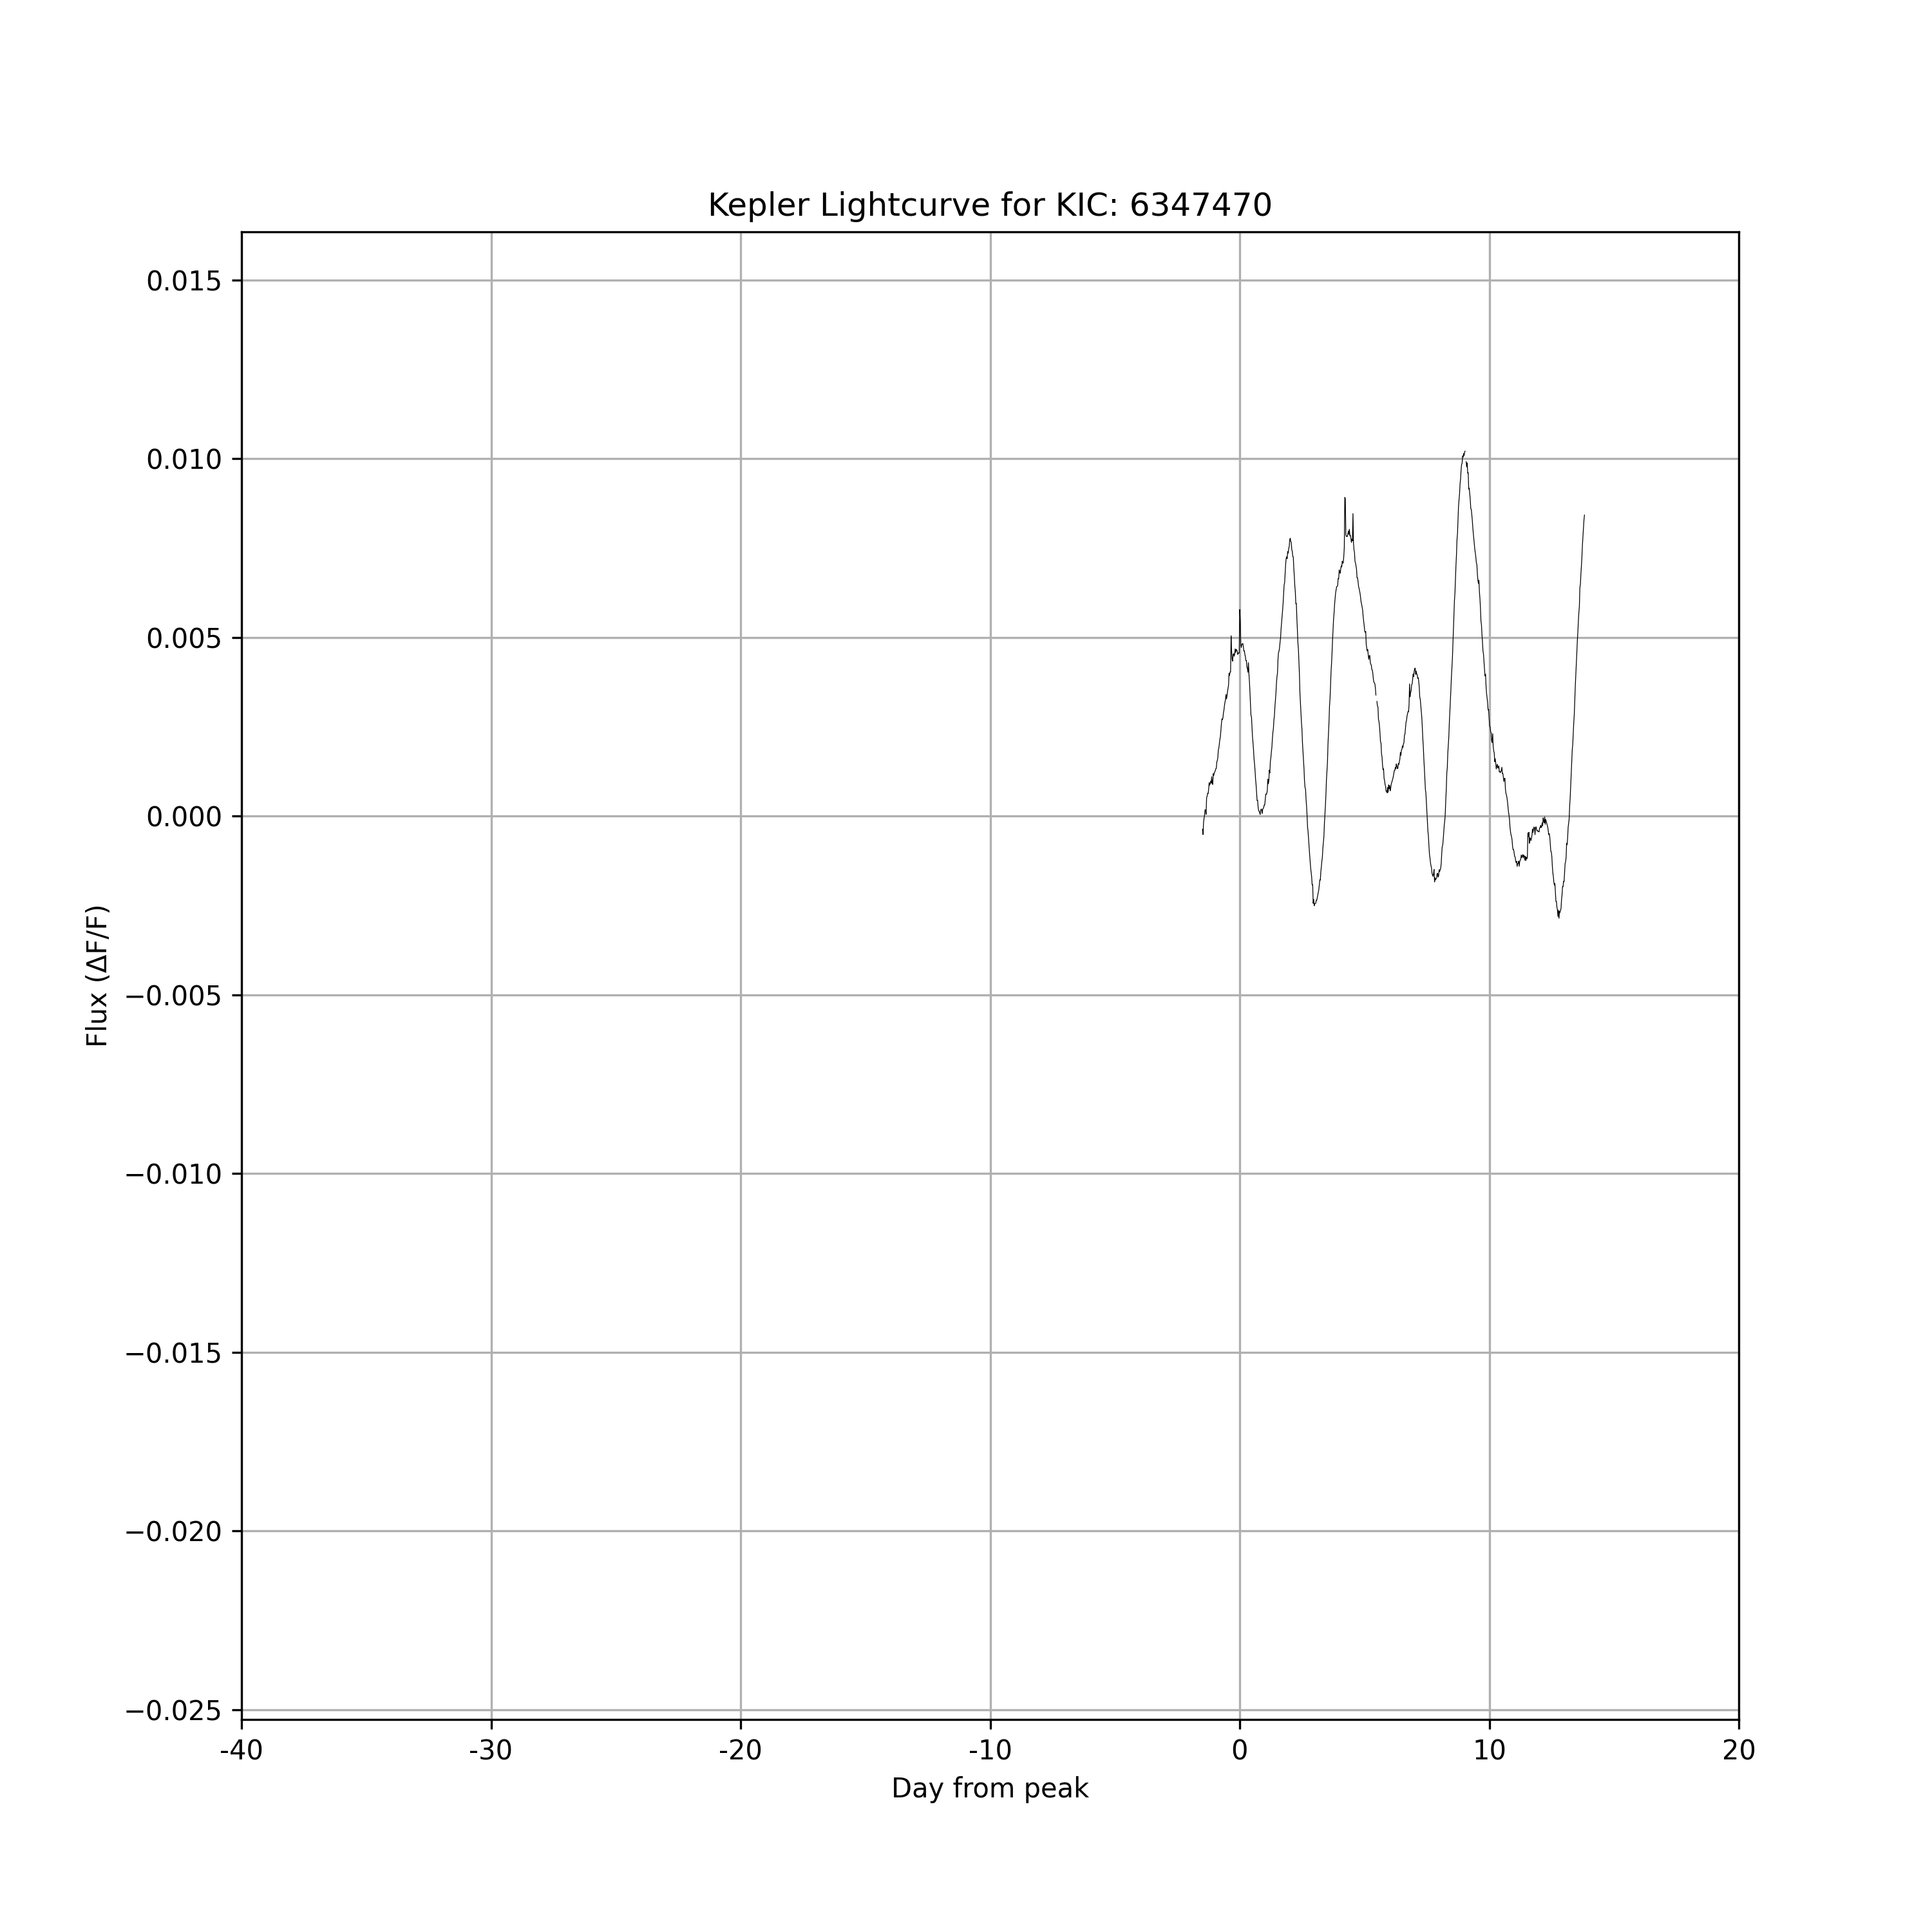 Kepler Lightcurve for KIC: 6347470
0.015
0.010
0.005
0.000
−0.005
−0.010
−0.015
−0.020
−0.025
Flux (ΔF/F)
-40 -30 -20 -10 0 10 20
Day from peak